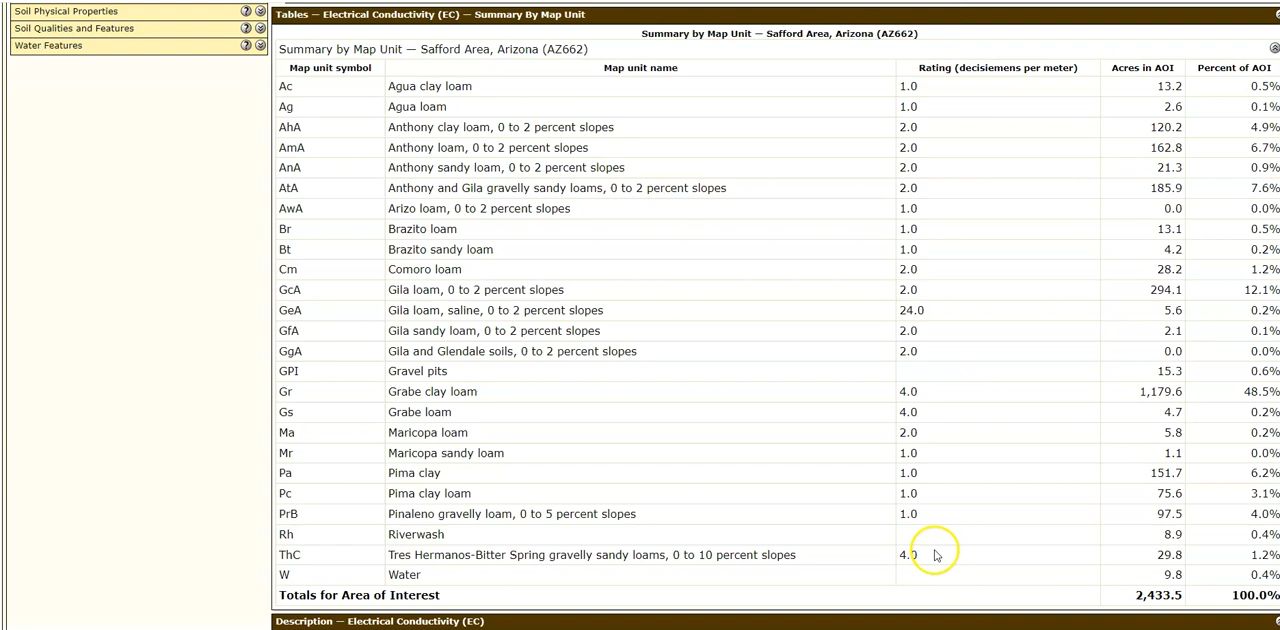 Soil Physical Properties
Soil Qualities and Features
Water Features
Tables — Electrical Conductivity (EC) — Summary By Map Unit
Summary by Map Unit — Safford Area, Arizona (AZ662)
Summary by Map Unit — Safford Area, Arizona (AZ662)
Map unit symbol Map unit name Rating (decisiemens per meter) Acres in AOI Percent of AOI
Ac Agua clay loam 1.0 13.2 0.5%
Ag Agua loam 1.0 2.6 0.1%
AhA Anthony clay loam, 0 to 2 percent slopes 2.0 120.2 4.9%
AmA Anthony loam, 0 to 2 percent slopes 2.0 162.8 6.7%
AnA Anthony sandy loam, 0 to 2 percent slopes 2.0 21.3 0.9%
AtA Anthony and Gila gravelly sandy loams, 0 to 2 percent slopes 2.0 185.9 7.6%
AwA Arizo loam, 0 to 2 percent slopes 1.0 0.0 0.0%
Br Brazito loam 1.0 13.1 0.5%
Bt Brazito sandy loam 1.0 4.2 0.2%
Cm Comoro loam 2.0 28.2 1.2%
GcA Gila loam, 0 to 2 percent slopes 2.0 294.1 12.1%
GeA Gila loam, saline, 0 to 2 percent slopes 24.0 5.6 0.2%
GfA Gila sandy loam, 0 to 2 percent slopes 2.0 2.1 0.1%
GgA Gila and Glendale soils, 0 to 2 percent slopes 2.0 0.0 0.0%
GPI Gravel pits 15.3 0.6%
Gr Grabe clay loam 4.0 1,179.6 48.5%
Gs Grabe loam 4.0 4.7 0.2%
Ma Maricopa loam 2.0 5.8 0.2%
Mr Maricopa sandy loam 1.0 1.1 0.0%
Pa Pima clay 1.0 151.7 6.2%
Pc Pima clay loam 1.0 75.6 3.1%
PrB Pinaleno gravelly loam, 0 to 5 percent slopes 1.0 97.5 4.0%
Rh Riverwash 8.9 0.4%
ThC Tres Hermanos-Bitter Spring gravelly sandy loams, 0 to 10 percent slopes 4.0 29.8 1.2%
W Water 9.8 0.4%
Totals for Area of Interest 2,433.5 100.0%
Description — Electrical Conductivity (EC)